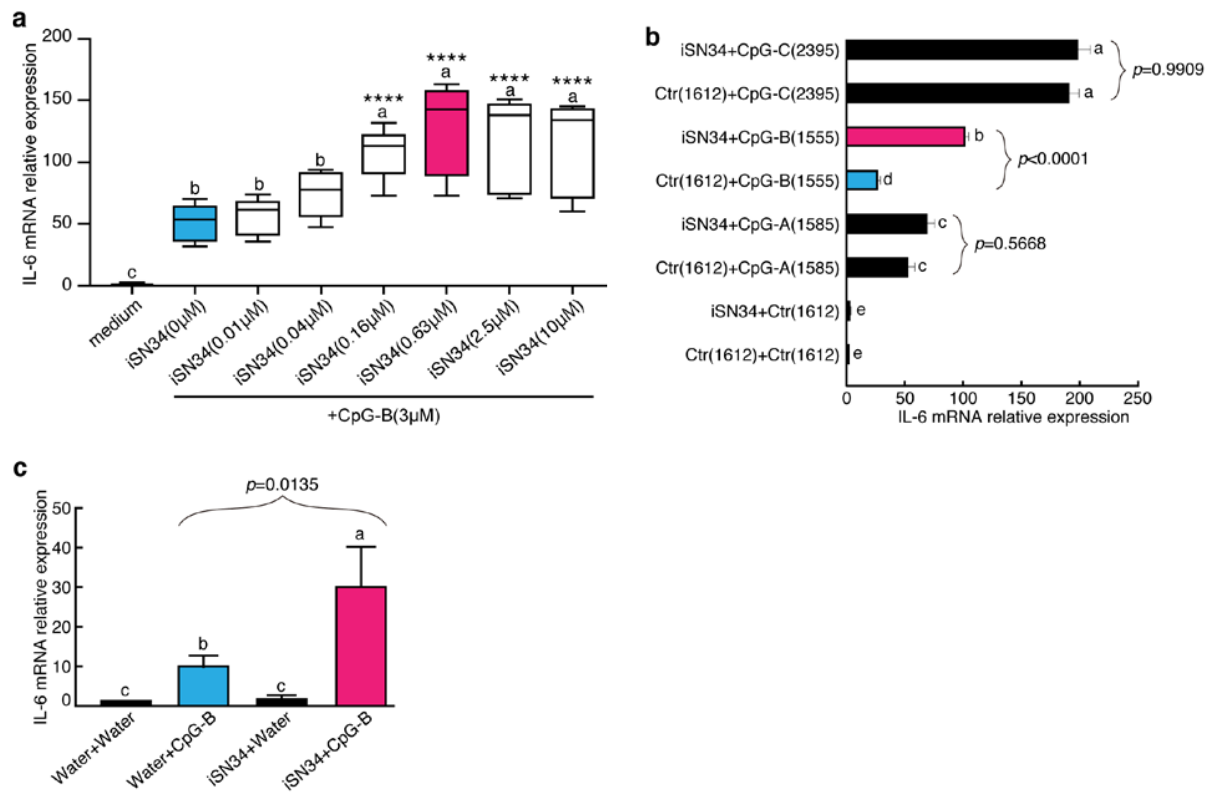 a
IL-6 mRNA relative expression
200
150
100
50
0
c
b
b
b
****
a
****
a
****
a
****
a
medium
iSN34(0μM)
iSN34(0.01μM)
iSN34(0.04μM)
iSN34(0.16μM)
iSN34(0.63μM)
iSN34(2.5μM)
iSN34(10μM)
+CpG-B(3μM)
b
iSN34+CpG-C(2395)
a
Ctr(1612)+CpG-C(2395)
a
p=0.9909
iSN34+CpG-B(1555)
b
Ctr(1612)+CpG-B(1555)
d
p<0.0001
iSN34+CpG-A(1585)
c
Ctr(1612)+CpG-A(1585)
c
p=0.5668
iSN34+Ctr(1612)
e
Ctr(1612)+Ctr(1612)
e
0 50 100 150 200 250
IL-6 mRNA relative expression
c
IL-6 mRNA relative expression
50
40
30
20
10
0
p=0.0135
c
b
c
a
Water+Water
Water+CpG-B
iSN34+Water
iSN34+CpG-B